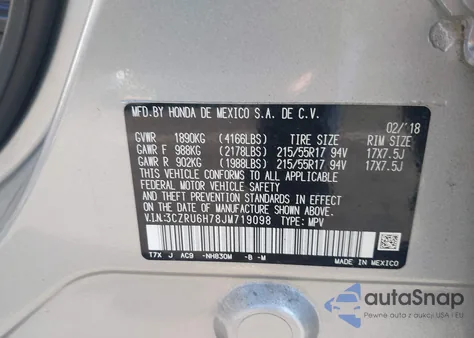 MFD.BY HONDA DE MEXICO S.A. DE C.V.
02/'18
GVWR 1890KG (4166LBS) TIRE SIZE RIM SIZE
GAWR F 988KG (2178LBS) 215/55R17 94V 17X7.5J
GAWR R 902KG (1988LBS) 215/55R17 94V 17X7.5J
THIS VEHICLE CONFORMS TO ALL APPLICABLE
FEDERAL MOTOR VEHICLE SAFETY, BUMPER,
AND THEFT PREVENTION STANDARDS IN EFFECT
ON THE DATE OF MANUFACTURE SHOWN ABOVE.
V.I.N:3CZRU6H78JM719098 TYPE: MPV
T7X J AC9 -NH830M -B -M
MADE IN MEXICO
autaSnap
Pewne zakupy z aukcji USA i EU